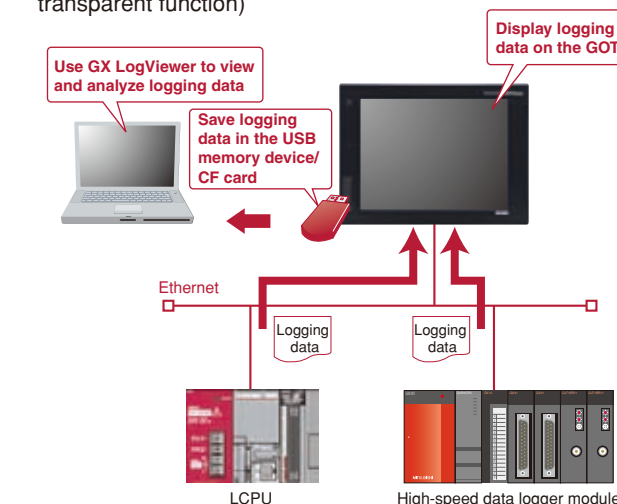 transparent function)
Display logging
data on the GOT
Use GX LogViewer to view
and analyze logging data
Save logging
data in the USB
memory device/
CF card
Ethernet
Logging
data
Logging
data
LCPU
High-speed data logger module